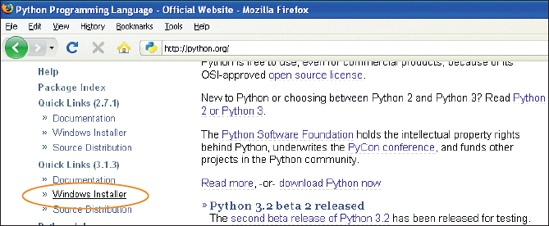 Python Programming Language - Official Website - Mozilla Firefox
File Edit View History Bookmarks Tools Help
http://python.org/
Help
Package Index
Quick Links (2.7.1)
» Documentation
» Windows Installer
» Source Distribution
Quick Links (3.1.3)
» Documentation
» Windows Installer
» Source Distribution
Python is free to use, even for commercial products, because of its
OSI-approved open source license.
New to Python or choosing between Python 2 and Python 3? Read Python
2 or Python 3.
The Python Software Foundation holds the intellectual property rights
behind Python, underwrites the PyCon conference, and funds other
projects in the Python community.
Read more, -or- download Python now
» Python 3.2 beta 2 released
The second beta release of Python 3.2 has been released for testing.